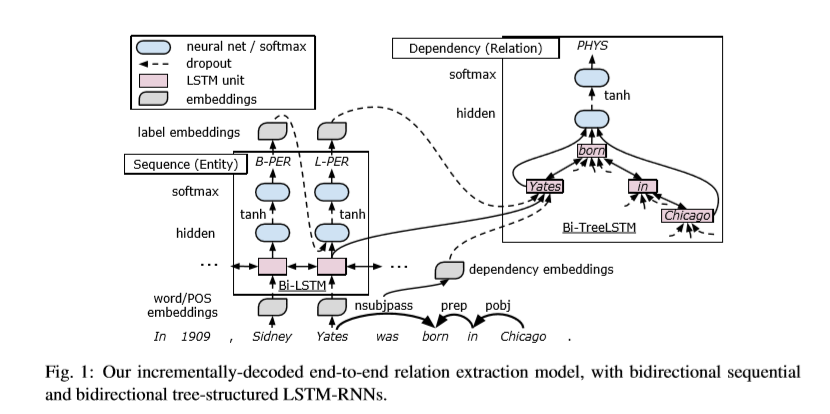 neural net / softmax
dropout
LSTM unit
embeddings
Dependency (Relation)
PHYS
softmax
tanh
hidden
born
Yates
in
Chicago
Bi-TreeLSTM
label embeddings
Sequence (Entity)
B-PER L-PER
softmax
tanh tanh
hidden
... ...
Bi-LSTM
dependency embeddings
word/POS
embeddings
nsubjpass prep pobj
In 1909 , Sidney Yates was born in Chicago .
Fig. 1: Our incrementally-decoded end-to-end relation extraction model, with bidirectional sequential
and bidirectional tree-structured LSTM-RNNs.